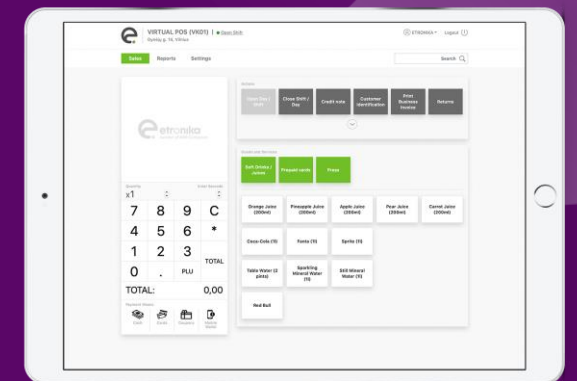 VIRTUAL POS (VK01) | ● Open Shift
ETRONIKA
Logout
Sales
Reports
Settings
Search
etronika
Open Day / Shift
Close Shift / Day
Credit note
Customer Identification
Print Business Invoice
Returns
Soft Drinks / Juices
Prepaid cards
Press
Quantity
x1
7 8 9 C
4 5 6 *
1 2 3
0 . PLU
TOTAL
TOTAL: 0,00
Cash
Cards
Coupons
Orange Juice (200ml)
Pineapple Juice (200ml)
Apple Juice (200ml)
Pear Juice (200ml)
Carrot Juice (200ml)
Coca-Cola (1l)
Fanta (1l)
Sprite (1l)
Table Water (2 pints)
Sparkling Mineral Water (1l)
Still Mineral Water (1l)
Red Bull